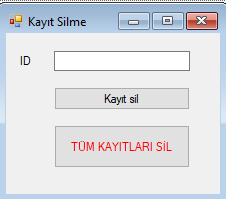 Kayıt Silme
ID
Kayıt sil
TÜM KAYITLARI SİL